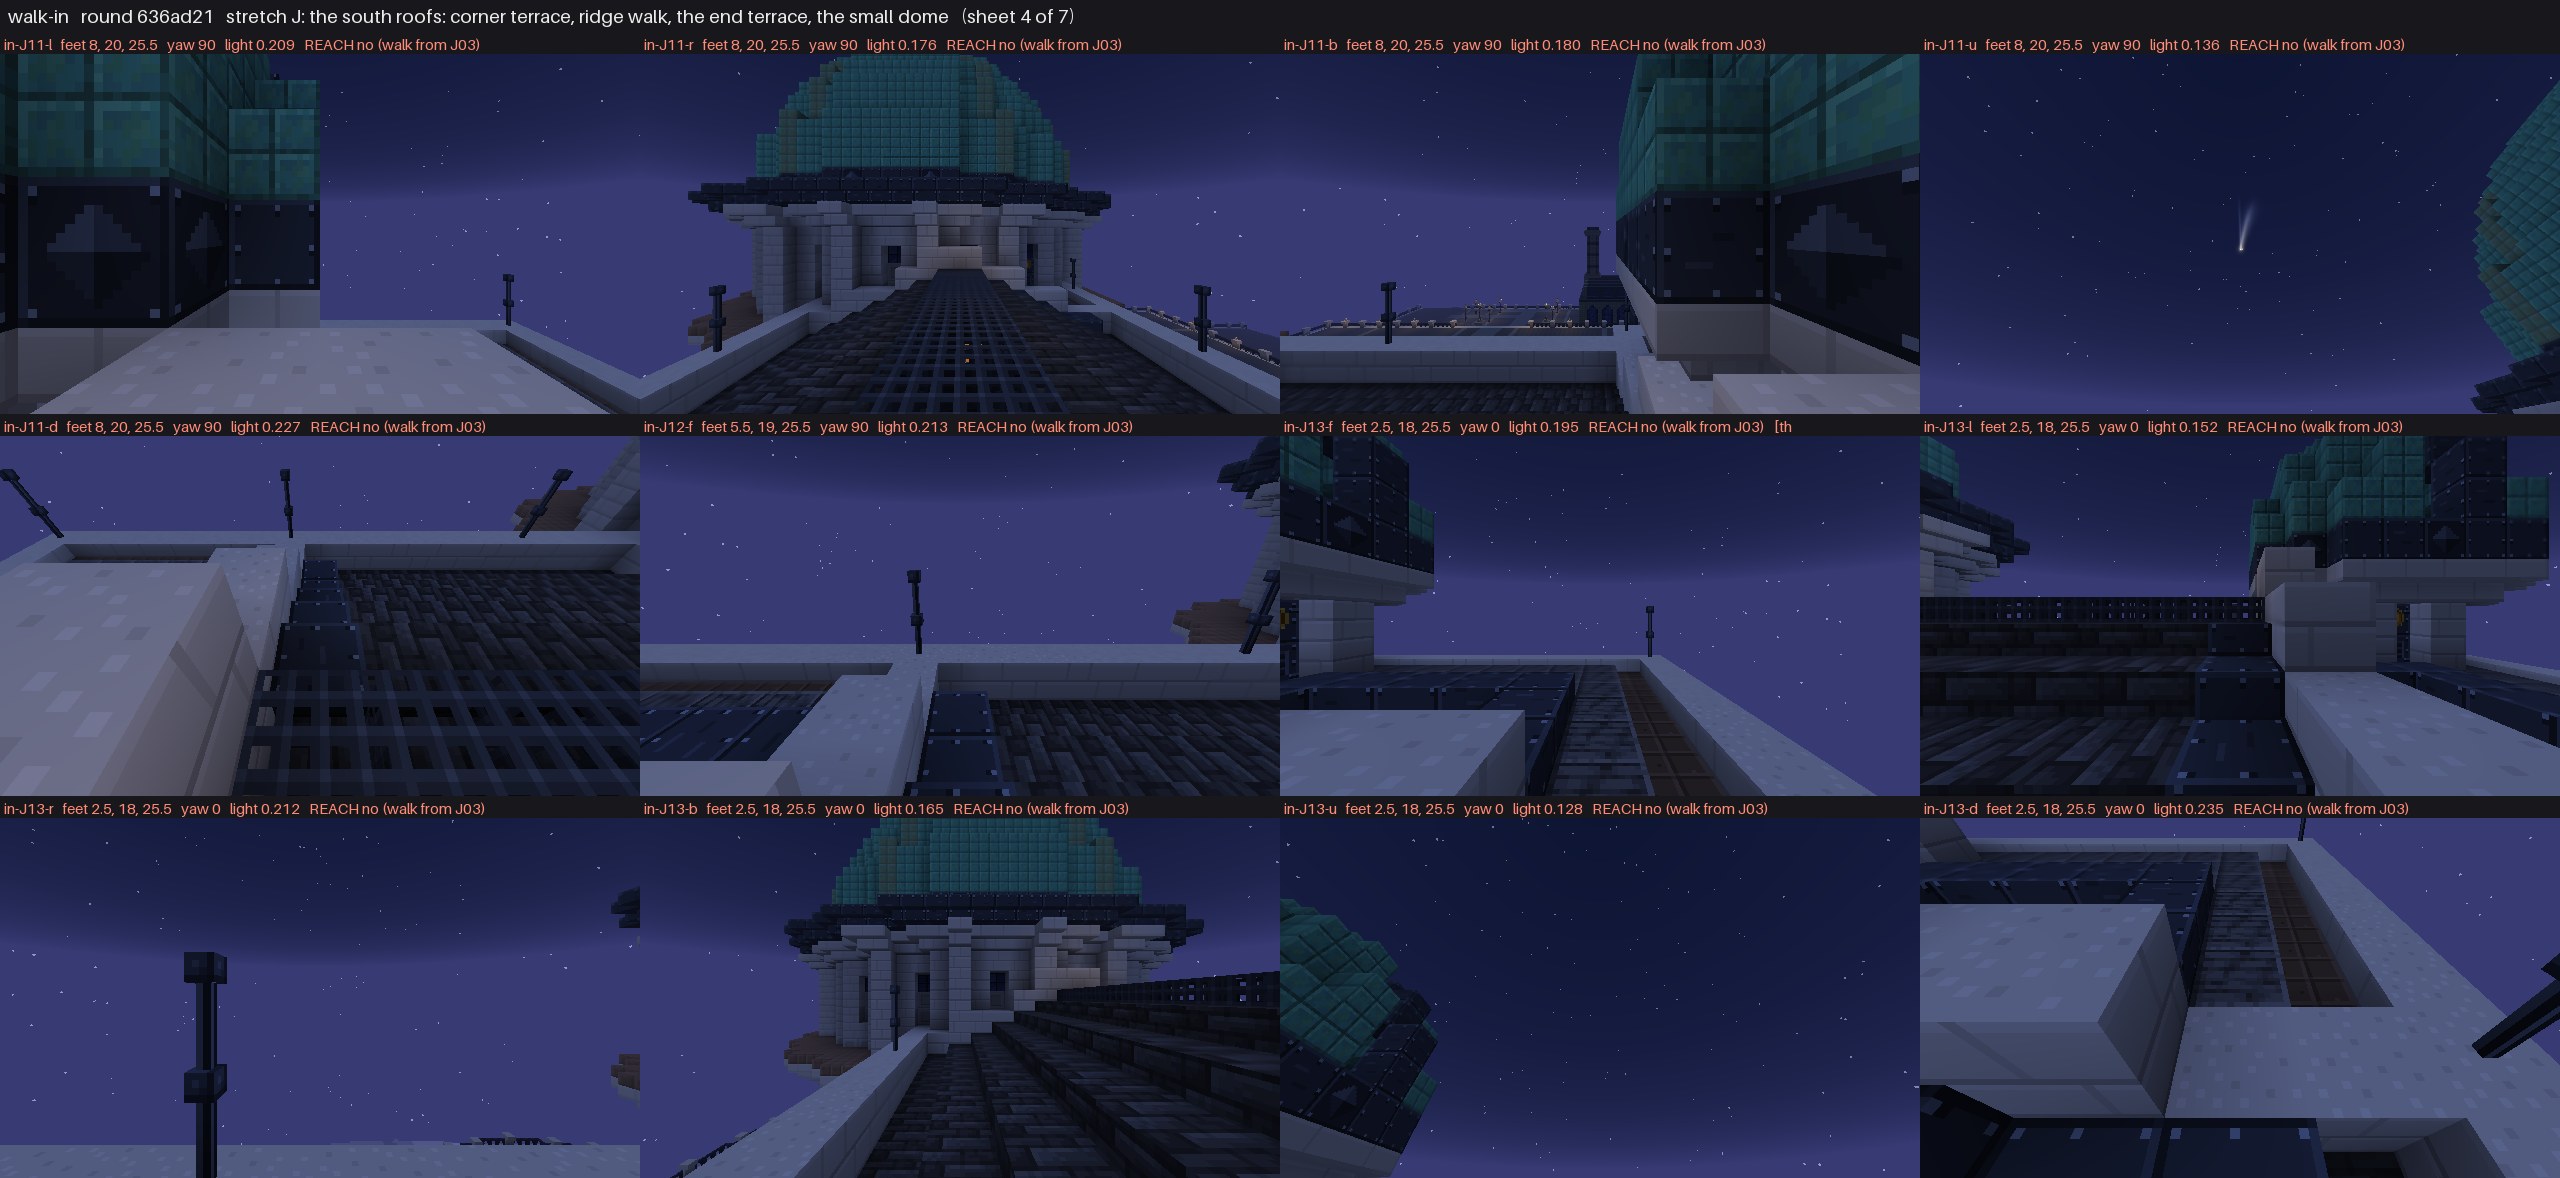 walk-in round 636ad21 stretch J: the south roofs: corner terrace, ridge walk, the end terrace, the small dome (sheet 4 of 7)
in-J11-l feet 8, 20, 25.5 yaw 90 light 0.209 REACH no (walk from J03)
in-J11-r feet 8, 20, 25.5 yaw 90 light 0.176 REACH no (walk from J03)
in-J11-b feet 8, 20, 25.5 yaw 90 light 0.180 REACH no (walk from J03)
in-J11-u feet 8, 20, 25.5 yaw 90 light 0.136 REACH no (walk from J03)
in-J11-d feet 8, 20, 25.5 yaw 90 light 0.227 REACH no (walk from J03)
in-J12-f feet 5.5, 19, 25.5 yaw 90 light 0.213 REACH no (walk from J03)
in-J13-f feet 2.5, 18, 25.5 yaw 0 light 0.195 REACH no (walk from J03) [th
in-J13-l feet 2.5, 18, 25.5 yaw 0 light 0.152 REACH no (walk from J03)
in-J13-r feet 2.5, 18, 25.5 yaw 0 light 0.212 REACH no (walk from J03)
in-J13-b feet 2.5, 18, 25.5 yaw 0 light 0.165 REACH no (walk from J03)
in-J13-u feet 2.5, 18, 25.5 yaw 0 light 0.128 REACH no (walk from J03)
in-J13-d feet 2.5, 18, 25.5 yaw 0 light 0.235 REACH no (walk from J03)